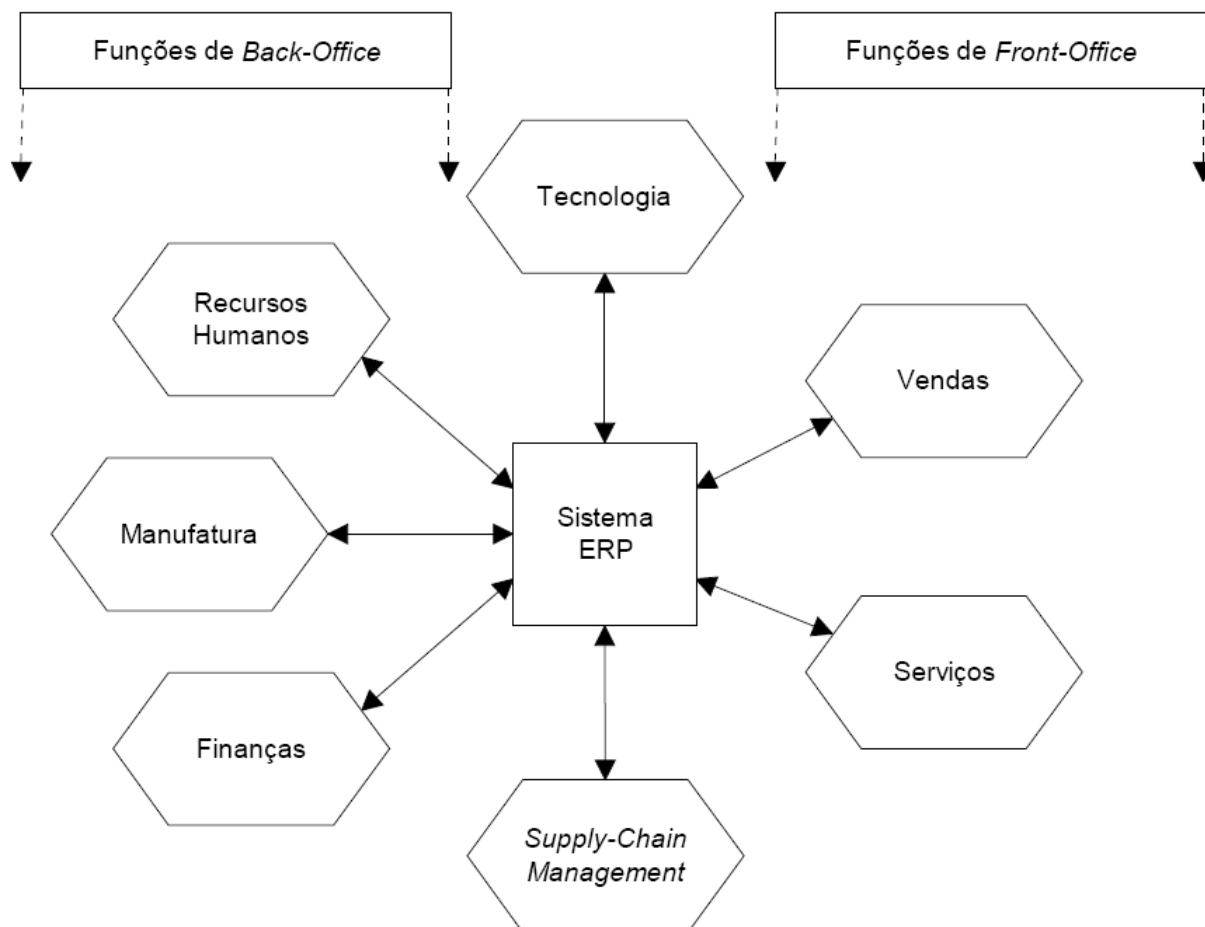 Funções de Back-Office
Funções de Front-Office
Tecnologia
Recursos
Humanos
Vendas
Manufatura
Sistema
ERP
Serviços
Finanças
Supply-Chain
Management